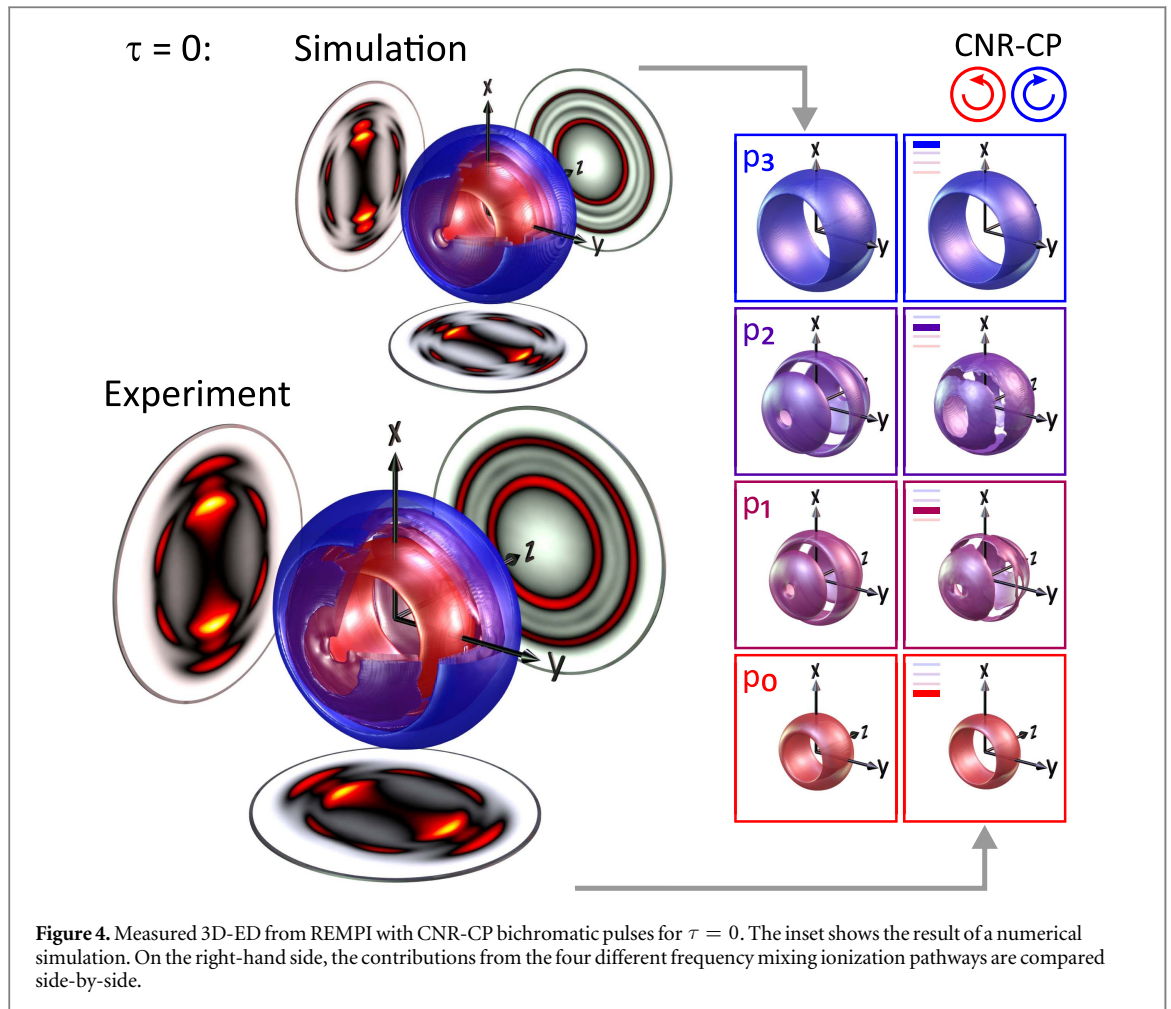 τ = 0: Simulation
CNR-CP
x
z
y
Experiment
x
z
y
p₃
x
y
x
y
p₂
x
y
x
z
y
p₁
x
z
y
x
z
y
p₀
x
z
y
x
z
y
Figure 4. Measured 3D-ED from REMPI with CNR-CP bichromatic pulses for τ = 0. The inset shows the result of a numerical
simulation. On the right-hand side, the contributions from the four different frequency mixing ionization pathways are compared
side-by-side.